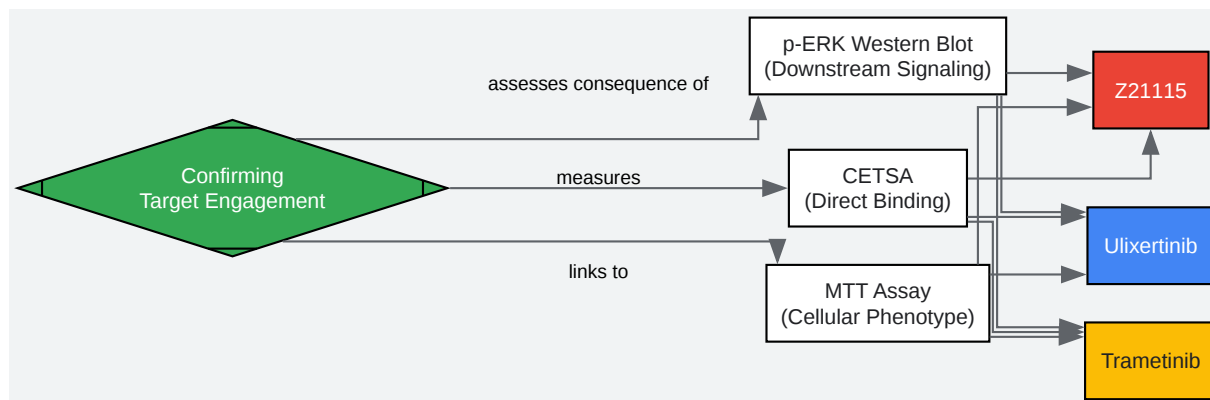 Confirming
Target Engagement
assesses consequence of
measures
links to
p-ERK Western Blot
(Downstream Signaling)
CETSA
(Direct Binding)
MTT Assay
(Cellular Phenotype)
Z21115
Ulixertinib
Trametinib